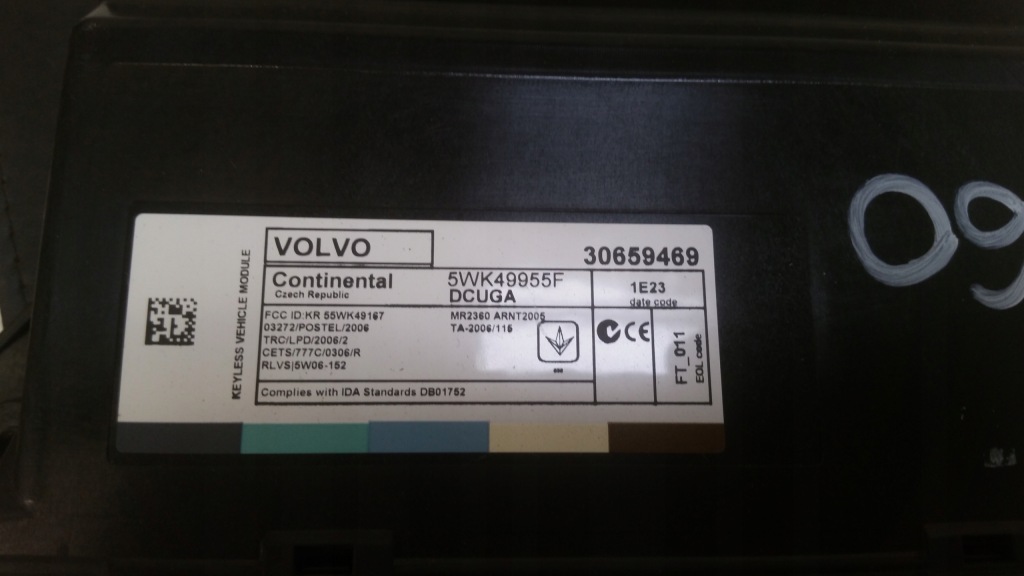 KEYLESS VEHICLE MODULE
VOLVO
30659469
Continental
Czech Republic
5WK49955F
DCUGA
1E23
date code
FCC ID:KR 55WK49167
03272/POSTEL/2006
TRC/LPD/2006/2
CETS/777C/0306/R
RLVS|5W06-152
MR2360 ARNT2005
TA-2006/115
CE
FT_011
EOL code
Complies with IDA Standards DB01752
09